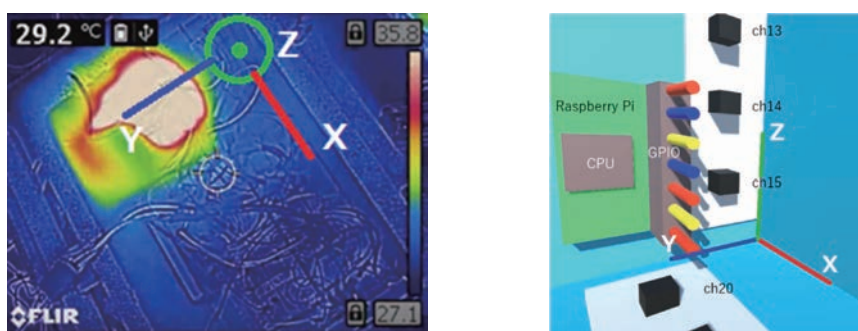 29.2 °C
35.8
Z
Y
X
27.1
FLIR
ch13
Raspberry Pi
ch14
Z
GPIO
CPU
ch15
Y
X
ch20